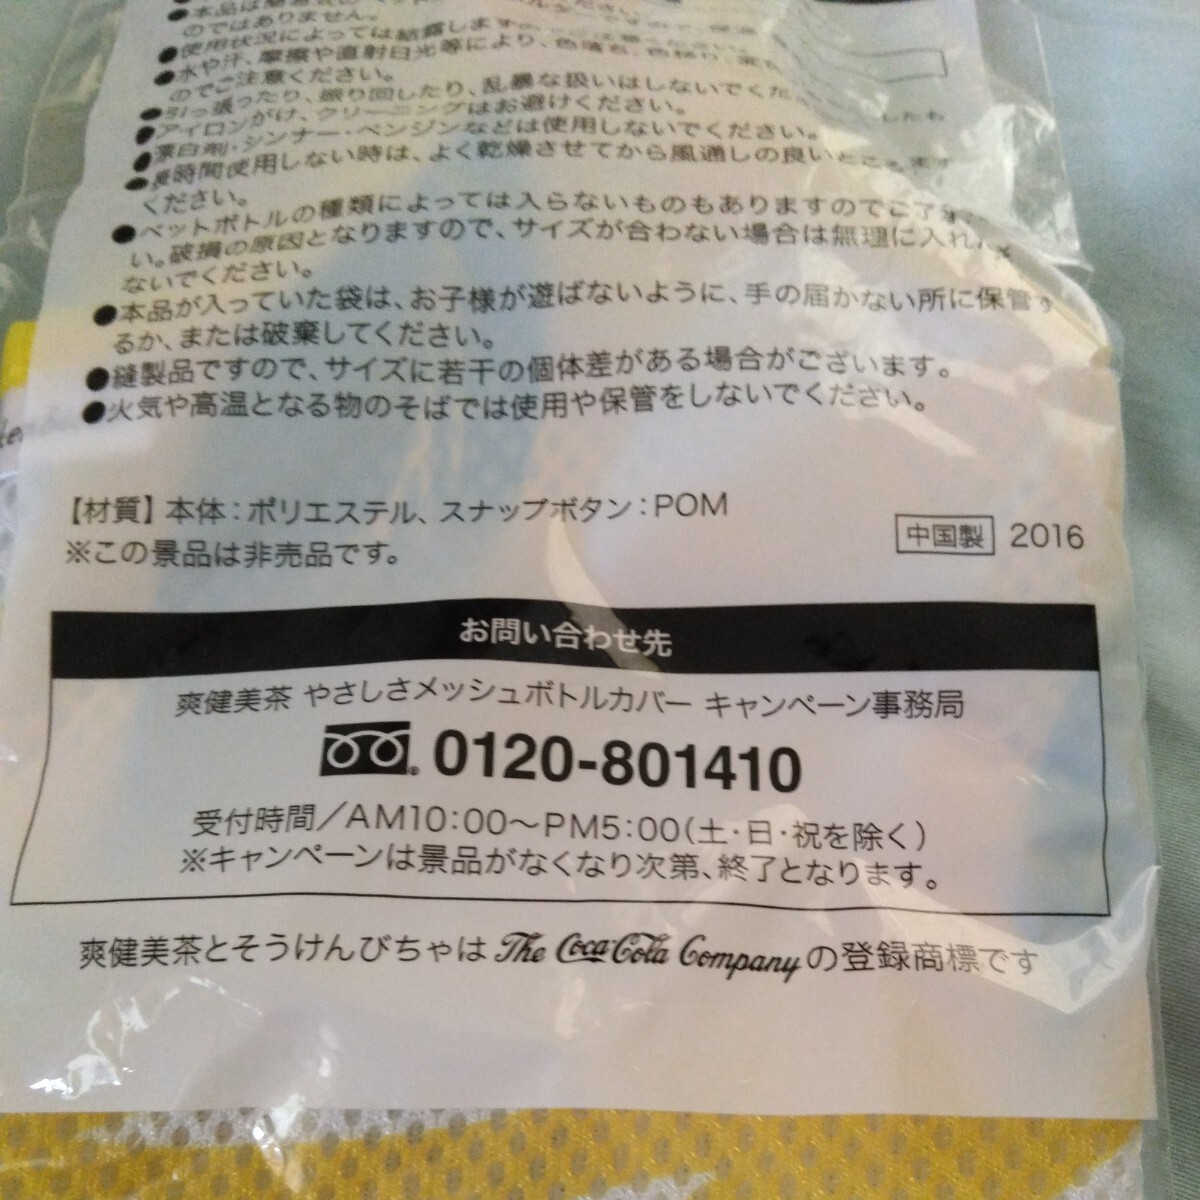 のではありません。
●使用状況によっては結露します
●水や汗、摩擦や直射日光等により、色落ち、色移り、変
のでご注意ください。
●引っ張ったり、振り回したり、乱暴な扱いはしないでくだ
●アイロンがけ、クリーニングはお避けください。
●漂白剤・シンナー・ベンジンなどは使用しないでください。
●長時間使用しない時は、よく乾燥させてから風通しの良いところ
ください。
●ペットボトルの種類によっては入らないものもありますのでご了
い。破損の原因となりますので、サイズが合わない場合は無理に入れ
ないでください。
●本品が入っていた袋は、お子様が遊ばないように、手の届かない所に保管す
るか、または破棄してください。
●縫製品ですので、サイズに若干の個体差がある場合がございます。
●火気や高温となる物のそばでは使用や保管をしないでください。
【材質】本体：ポリエステル、スナップボタン：POM
※この景品は非売品です。
中国製 2016
お問い合わせ先
爽健美茶 やさしさメッシュボトルカバー キャンペーン事務局
0120-801410
受付時間/AM10:00〜PM5:00(土・日・祝を除く)
※キャンペーンは景品がなくなり次第、終了となります。
爽健美茶とそうけんびちゃは The Coca-Cola Company の登録商標です